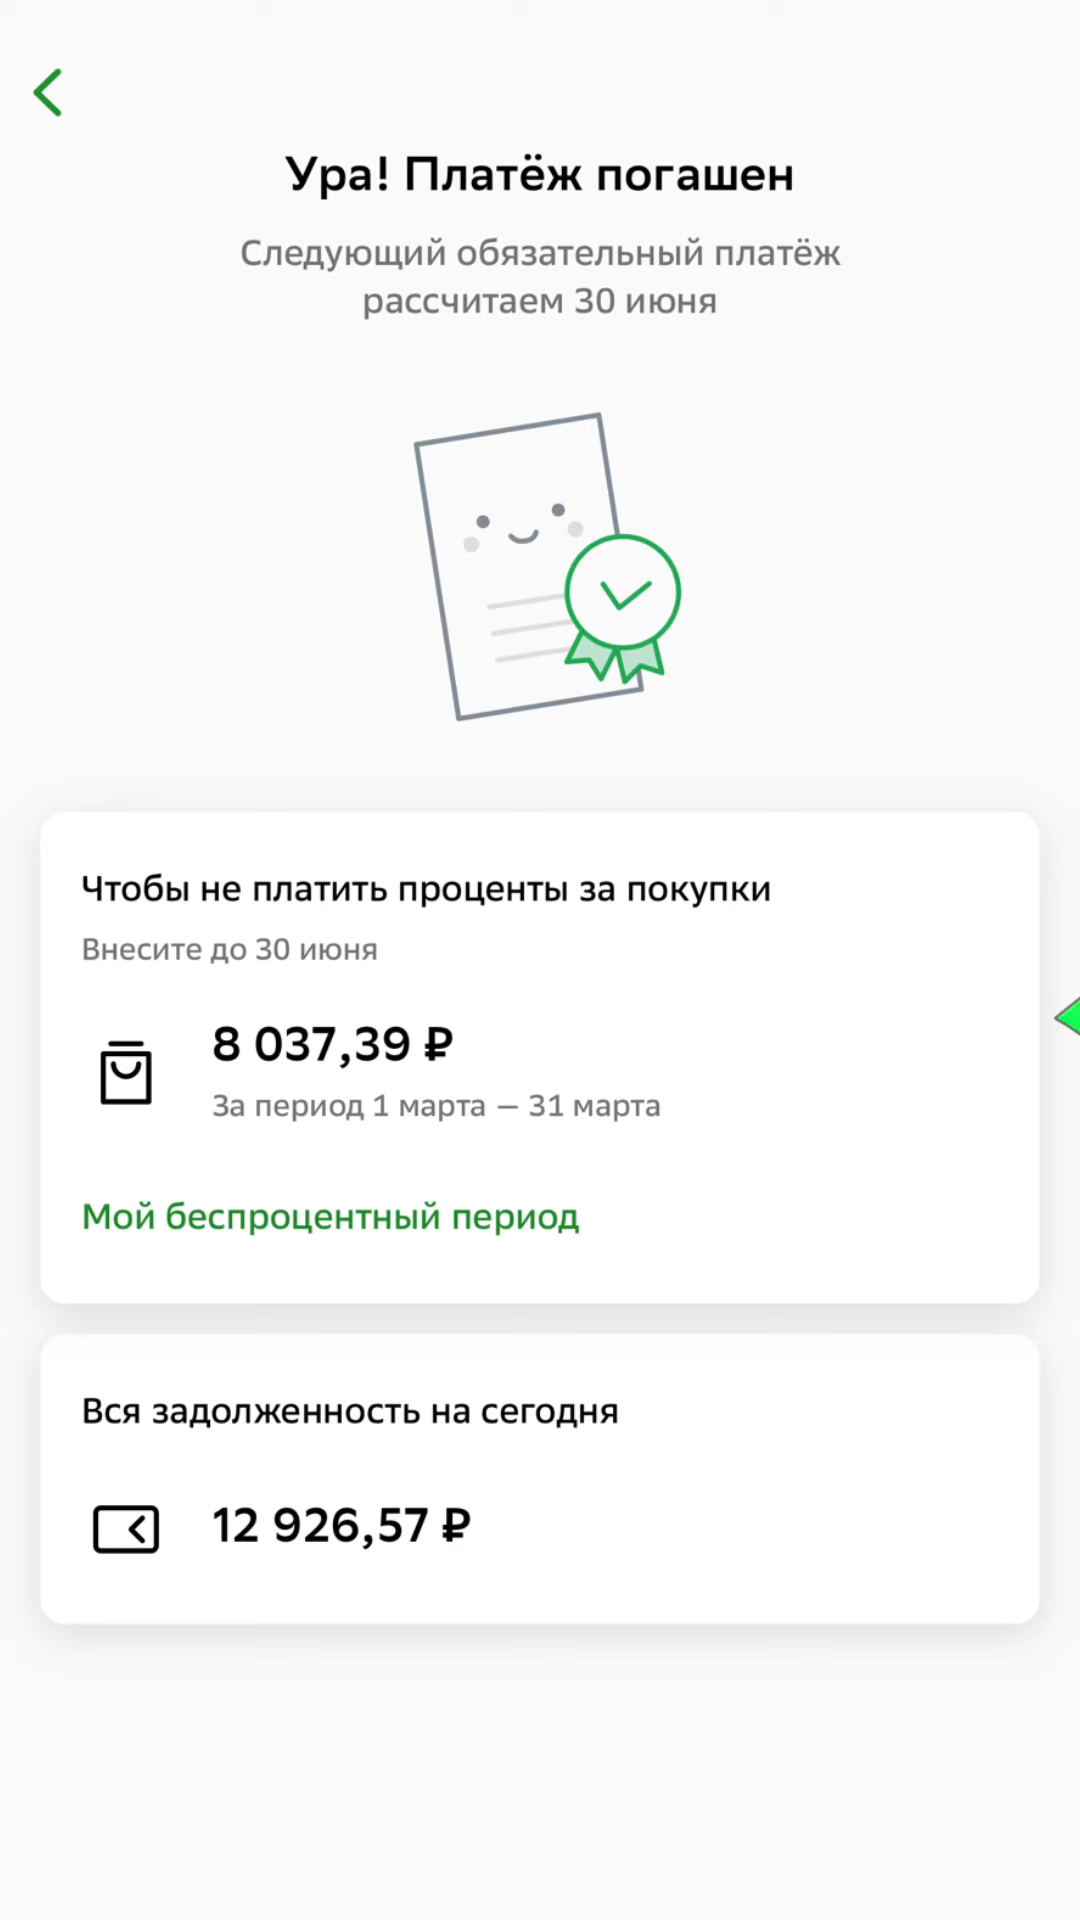 Ура! Платёж погашен
Следующий обязательный платёж
рассчитаем 30 июня
Чтобы не платить проценты за покупки
Внесите до 30 июня
8 037,39 ₽
За период 1 марта — 31 марта
Мой беспроцентный период
Вся задолженность на сегодня
12 926,57 ₽